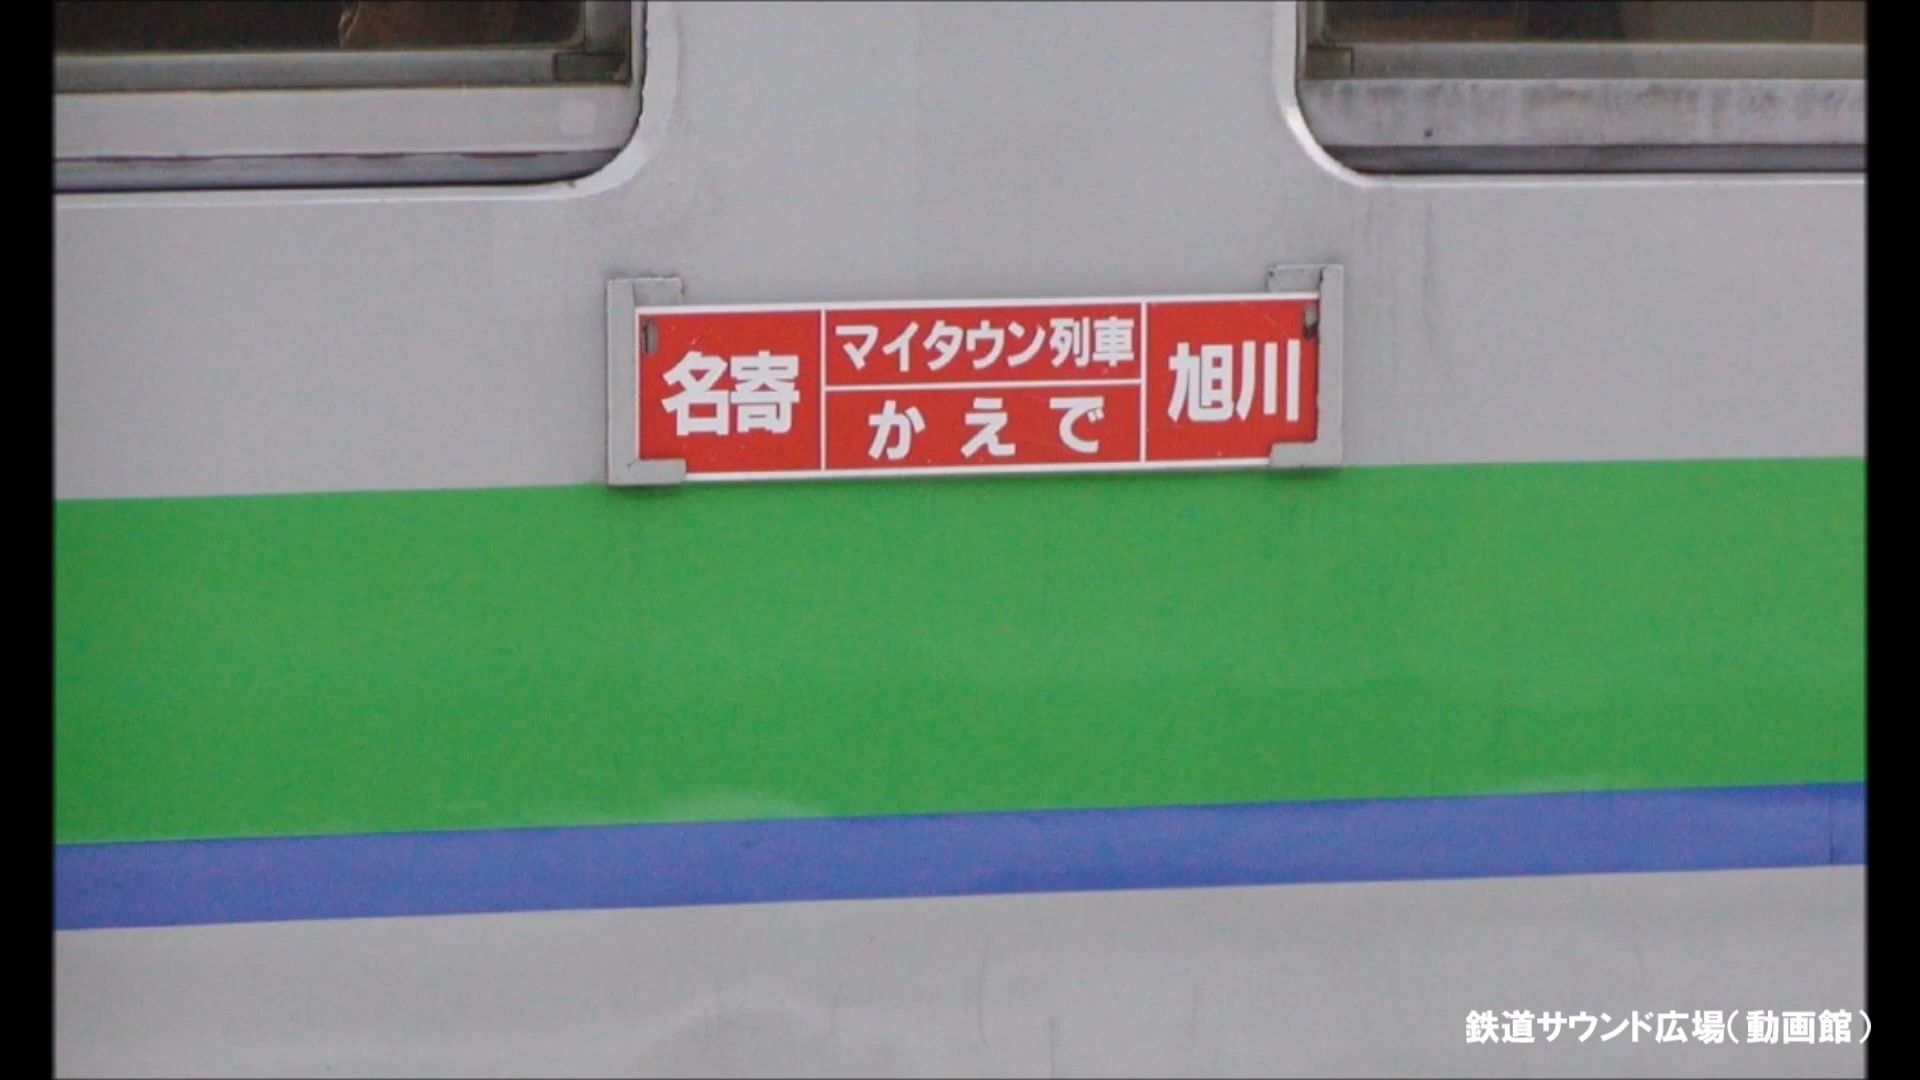 名寄
マイタウン列車
かえで
旭川
鉄道サウンド広場(動画館)